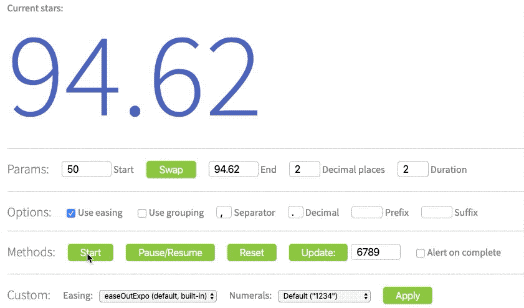 Current stars:
94.62
Params: 50 Start Swap 94.62 End 2 Decimal places 2 Duration
Options: Use easing Use grouping , Separator . Decimal Prefix Suffix
Methods: Start Pause/Resume Reset Update: 6789 Alert on complete
Custom: Easing: easeOutExpo (default, built-in) Numerals: Default ("1234") Apply